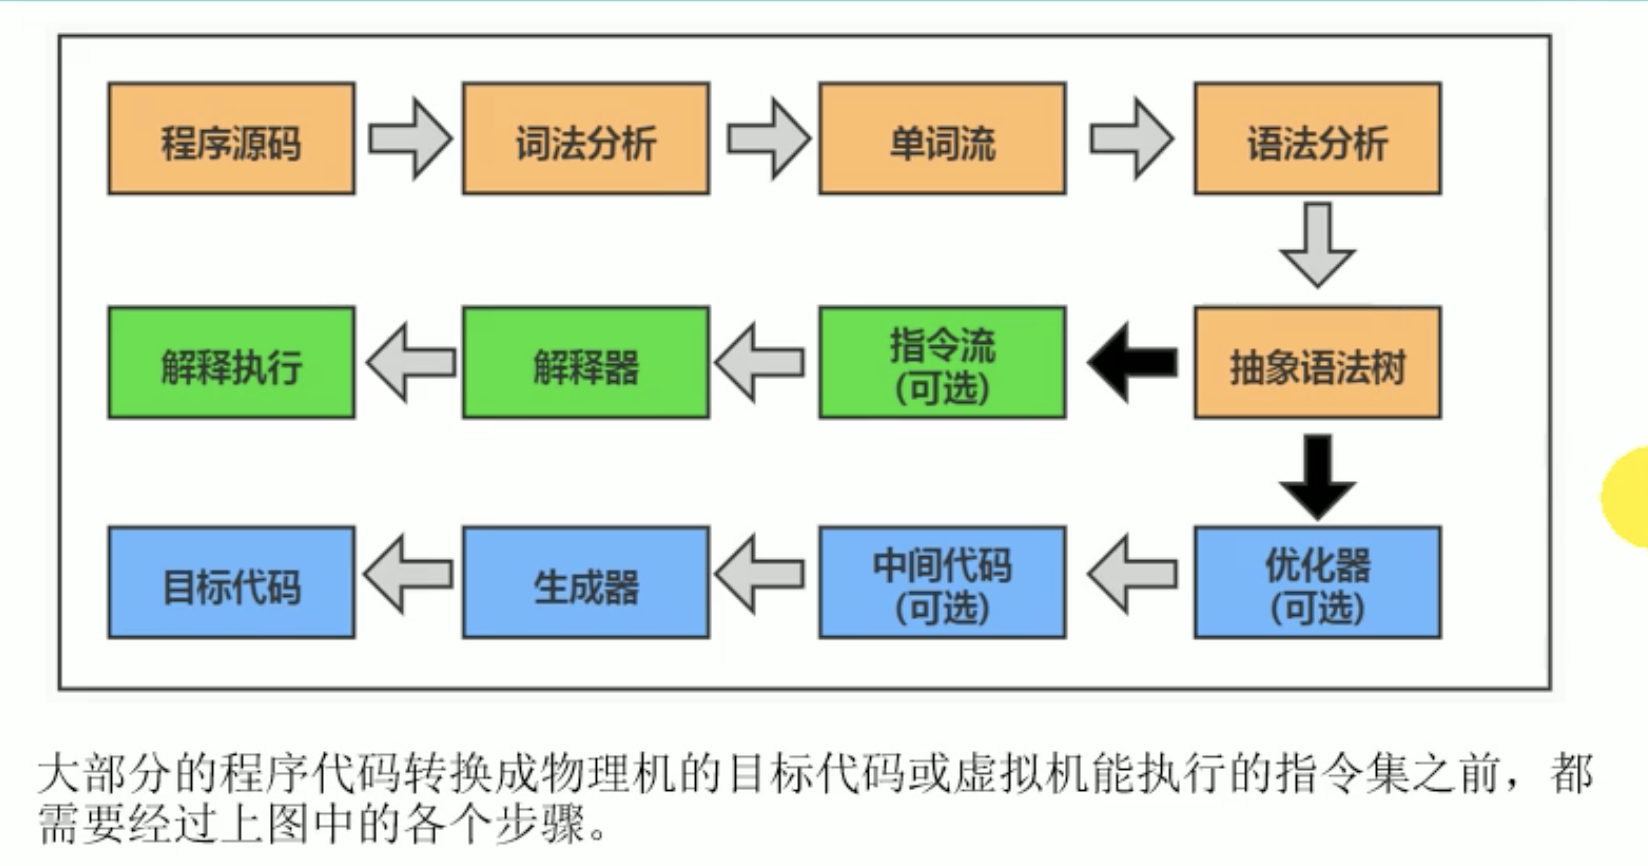 程序源码
词法分析
单词流
语法分析
解释执行
解释器
指令流
(可选)
抽象语法树
目标代码
生成器
中间代码
(可选)
优化器
(可选)
大部分的程序代码转换成物理机的目标代码或虚拟机能执行的指令集之前，都
需要经过上图中的各个步骤。